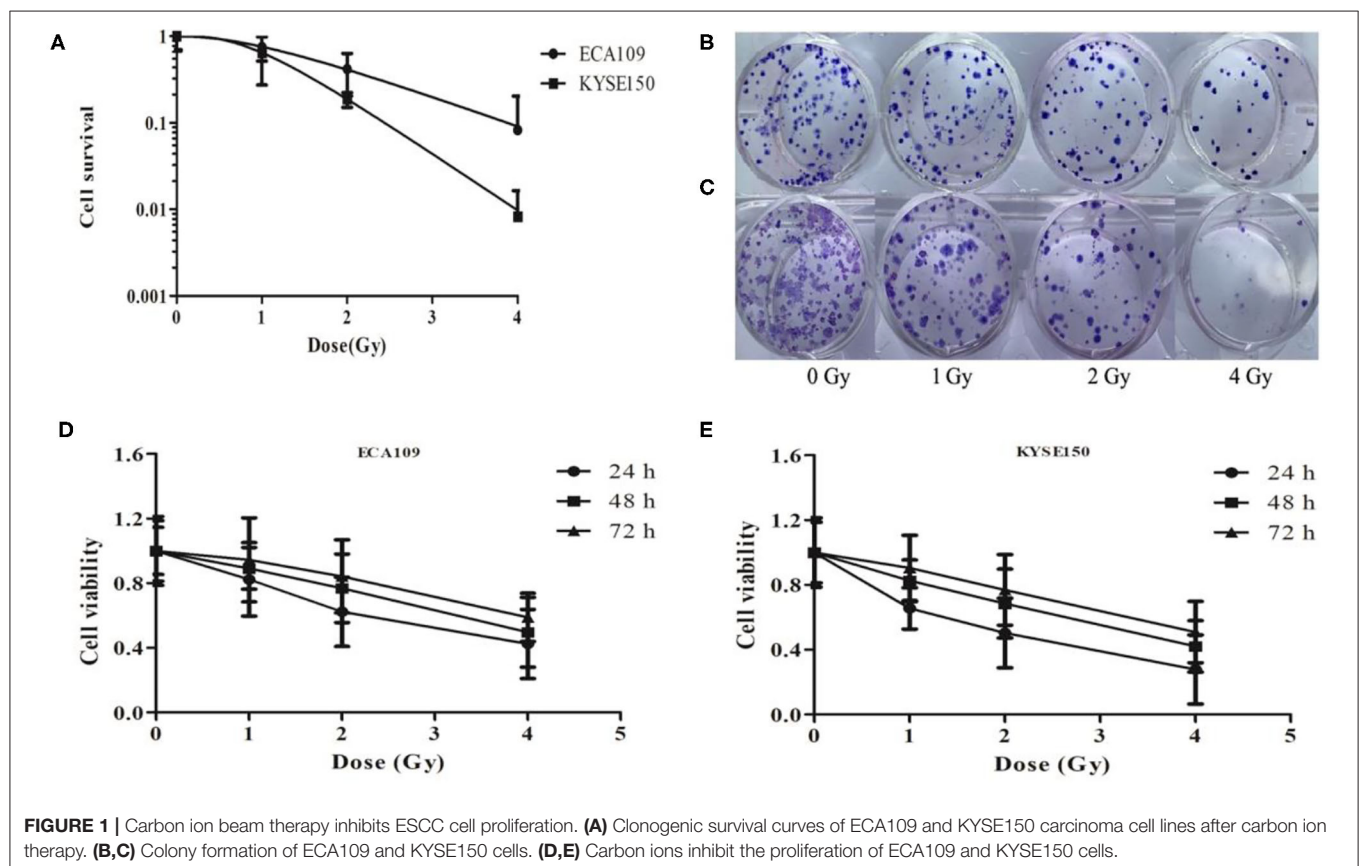 A
1
0.1
0.01
0.001
Cell survival
0 1 2 3 4
Dose(Gy)
ECA109
KYSE150
B
C
0 Gy 1 Gy 2 Gy 4 Gy
D
ECA109
1.6
1.2
0.8
0.4
0.0
Cell viability
0 1 2 3 4 5
Dose (Gy)
24 h
48 h
72 h
E
KYSE150
1.6
1.2
0.8
0.4
0.0
Cell viability
0 1 2 3 4 5
Dose (Gy)
24 h
48 h
72 h
FIGURE 1 | Carbon ion beam therapy inhibits ESCC cell proliferation. (A) Clonogenic survival curves of ECA109 and KYSE150 carcinoma cell lines after carbon ion
therapy. (B,C) Colony formation of ECA109 and KYSE150 cells. (D,E) Carbon ions inhibit the proliferation of ECA109 and KYSE150 cells.